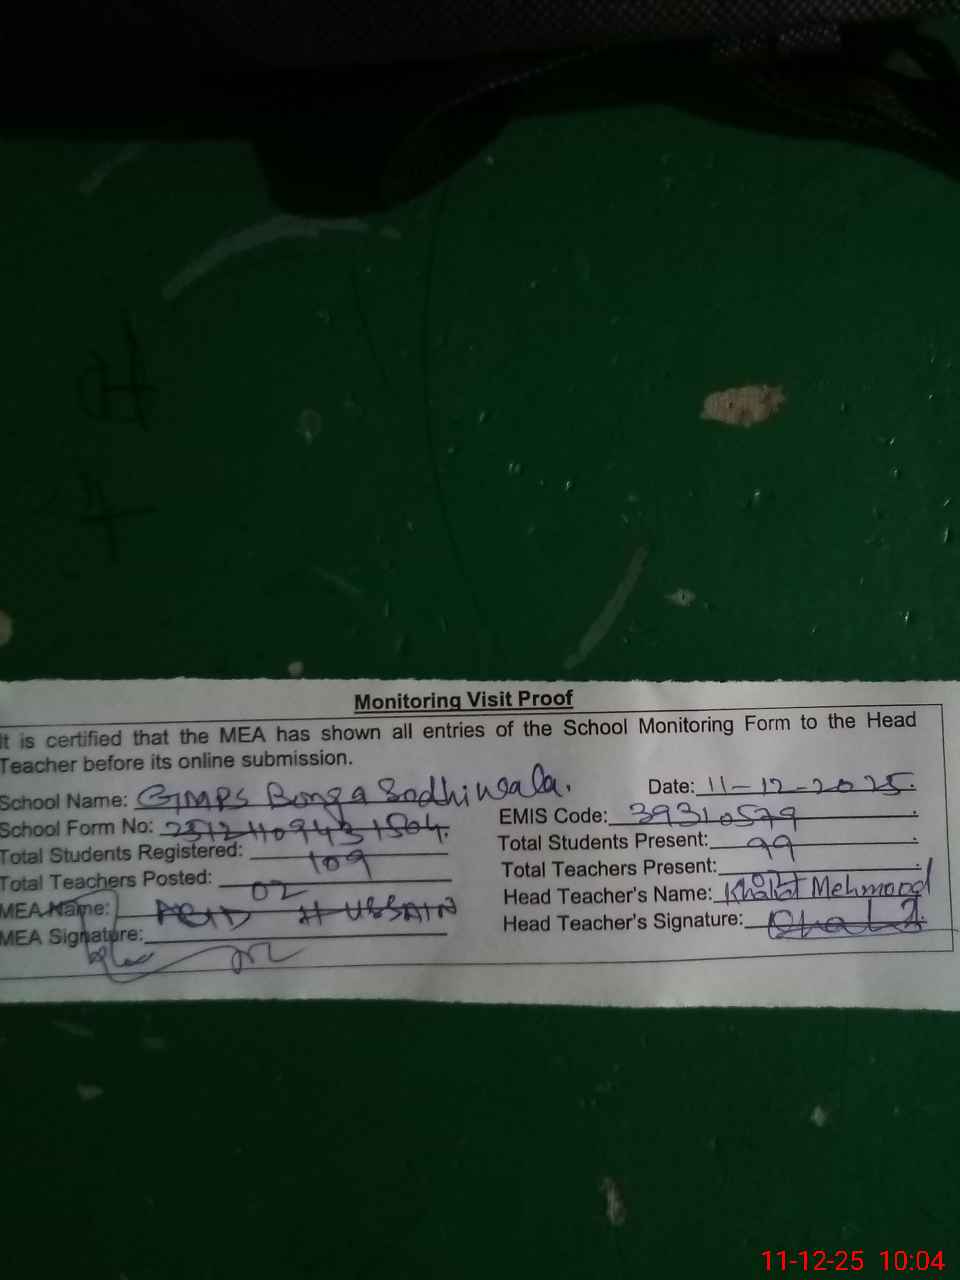 Monitoring Visit Proof
It is certified that the MEA has shown all entries of the School Monitoring Form to the Head
Teacher before its online submission.
School Name: GMPS Bonga Sodhiwala. Date: 11-12-2025.
School Form No: EMIS Code: 39310579
Total Students Registered: 109 Total Students Present: 99
Total Teachers Posted: 02 Total Teachers Present:
MEA Name: ABID HUSSAIN Head Teacher's Name: Khalid Mehmood
MEA Signature: Head Teacher's Signature:
11-12-25 10:04